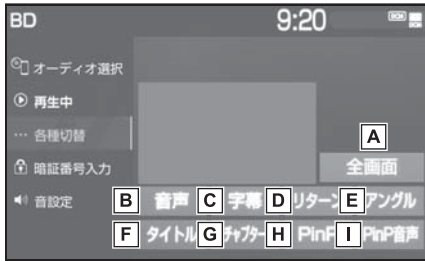 BD 9:20
オーディオ選択
再生中
… 各種切替
A
暗証番号入力 全画面
音設定 B 音声 C 字幕 D リターン E アングル
F タイトル G チャプター H PinP I PinP音声